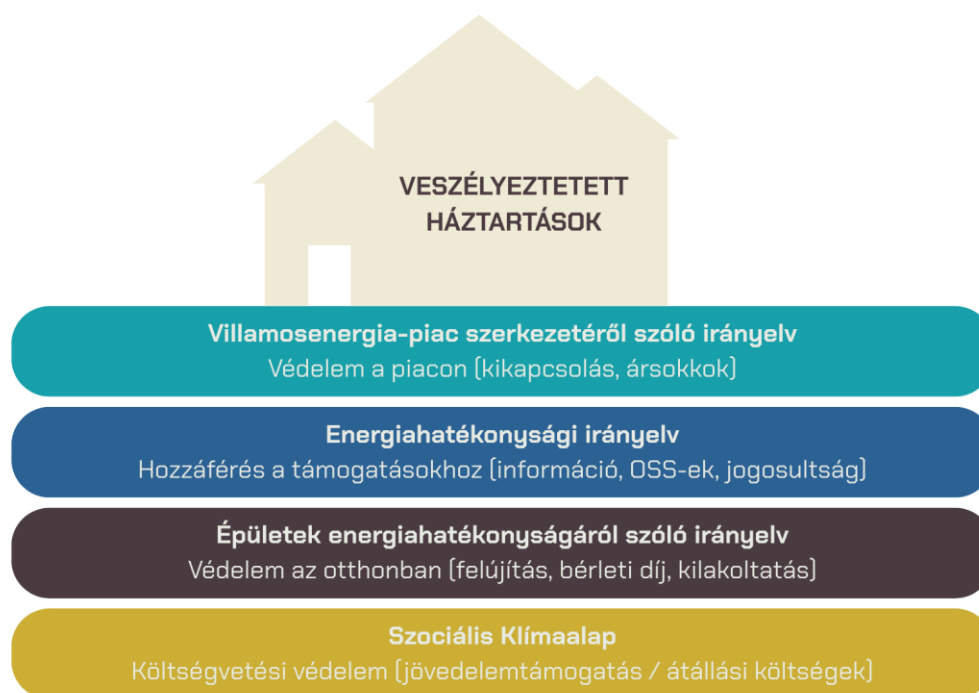 VESZÉLYEZTETETT
HÁZTARTÁSOK
Villamosenergia-piac szerkezetéről szóló irányelv
Védelem a piacon (kikapcsolás, ársokkok)
Energiahatékonysági irányelv
Hozzáférés a támogatásokhoz (információ, OSS-ek, jogosultság)
Épületek energiahatékonyságáról szóló irányelv
Védelem az otthonban (felújítás, bérleti díj, kilakoltatás)
Szociális Klímaalap
Költségvetési védelem (jövedelemtámogatás / átállási költségek)